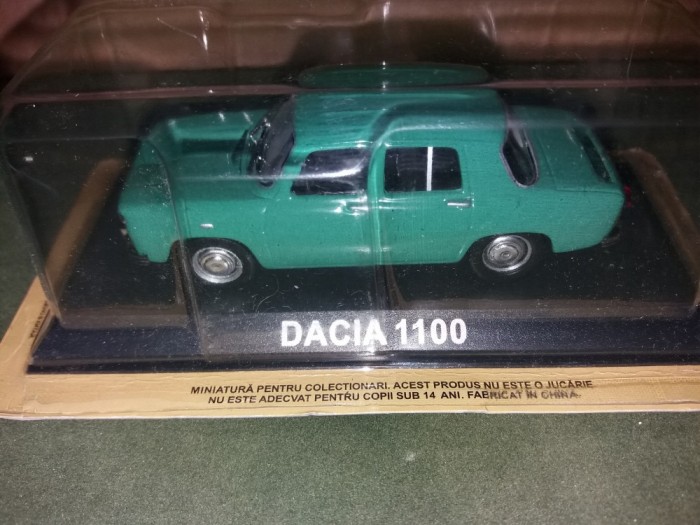 DACIA 1100
MINIATURĂ PENTRU COLECTIONARI. ACEST PRODUS NU ESTE O JUCĂRIE
NU ESTE ADECVAT PENTRU COPII SUB 14 ANI. FABRICAT ÎN CHINA.